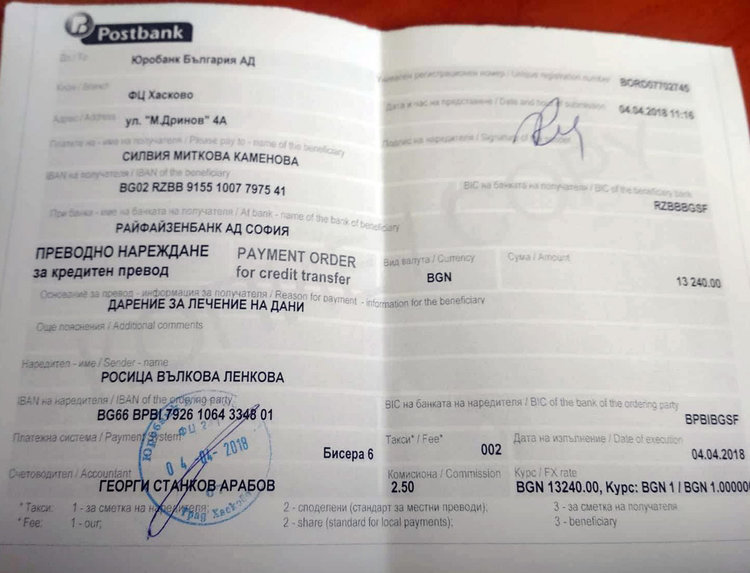 Postbank
До / To Юробанк България АД
Уникален регистрационен номер / Unique registration number BORD57702745
Клон / Branch ФЦ Хасково
Дата и час на представяне / Date and hour of submission 04.04.2018 11:16
Адрес / Address ул. "М.Дринов" 4А
Подпис на наредителя / Signature of
Платете на - име на получателя / Please pay to - name of the beneficiary
СИЛВИЯ МИТКОВА КАМЕНОВА
IBAN на получателя / IBAN of the beneficiary
BG02 RZBB 9155 1007 7975 41
BIC на банката на получателя / BIC of the beneficiary bank
RZBBBGSF
При банка - име на банката на получателя / At bank - name of the bank of beneficiary
РАЙФАЙЗЕНБАНК АД СОФИЯ
ПРЕВОДНО НАРЕЖДАНЕ PAYMENT ORDER
за кредитен превод for credit transfer
Вид валута / Currency Сума / Amount
BGN 13 240.00
Основание за превод - информация за получателя / Reason for payment - information for the beneficiary
ДАРЕНИЕ ЗА ЛЕЧЕНИЕ НА ДАНИ
Още пояснения / Additional comments
Наредител - име / Sender - name
РОСИЦА ВЪЛКОВА ЛЕНКОВА
IBAN на наредителя / IBAN of the ordering party
BG66 BPBI 7926 1064 3348 01
BIC на банката на наредителя / BIC of the bank of the ordering party
BPBIBGSF
Платежна система / Payment system Бисера 6
Такси* / Fee* 002
Дата на изпълнение / Date of execution
04.04.2018
Счетоводител / Accountant
ГЕОРГИ СТАНКОВ АРАБОВ
Комисиона / Commission
2.50
Курс / FX rate
BGN 13240.00, Курс: BGN 1 / BGN 1.00000
04-04-2018
*Такси: 1 - за сметка на наредителя; 2 - споделени (стандарт за местни преводи); 3 - за сметка на получателя
*Fee: 1 - our; 2 - share (standard for local payments); 3 - beneficiary